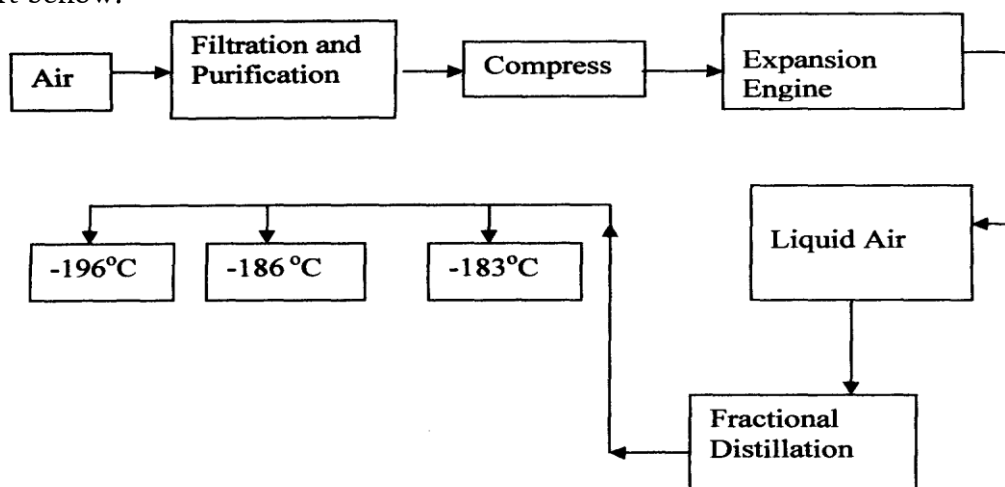 Air
Filtration and
Purification
Compress
Expansion
Engine
-196°C
-186 °C
-183°C
Liquid Air
Fractional
Distillation